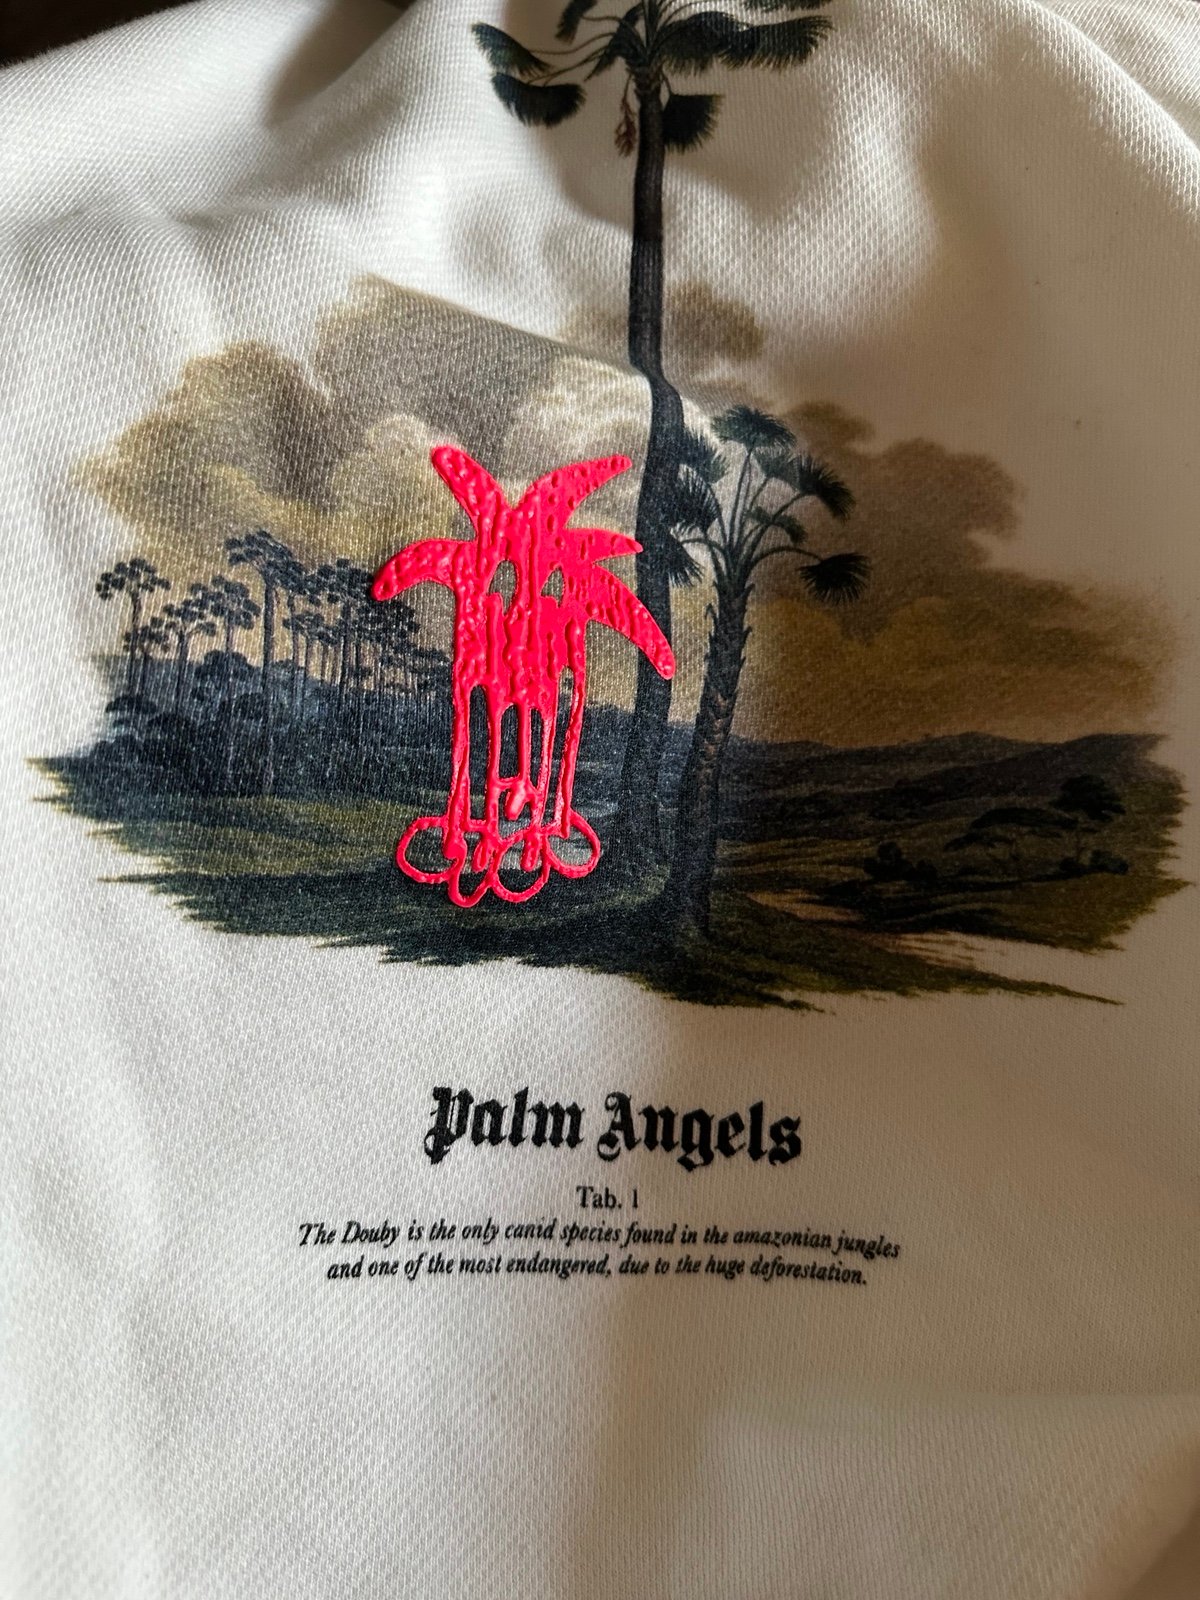 Palm Angels
Tab. 1
The Douby is the only canid species found in the amazonian jungles
and one of the most endangered, due to the huge deforestation.